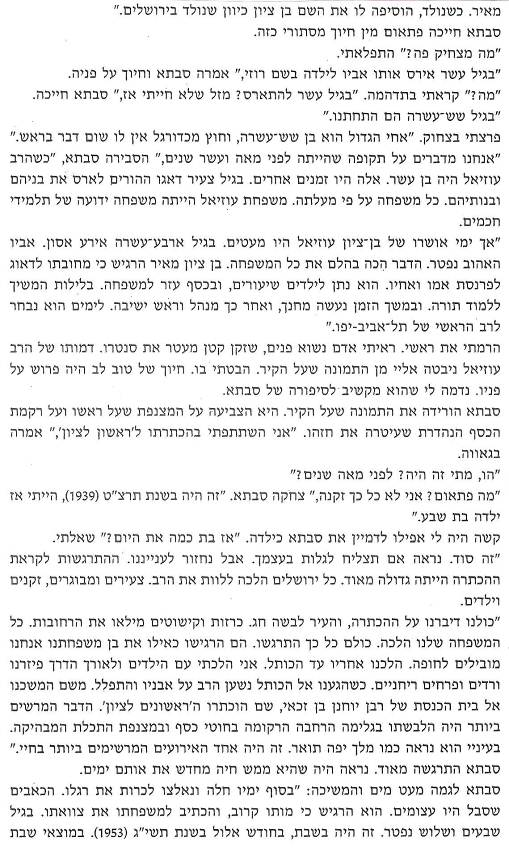 מאיר. כשנולד, הוסיפה לו את השם בן ציון כיוון שנולד בירושלים."
סבתא חייכה פתאום מין חיוך מסתורי כזה.
"מה מצחיק פה?" התפלאתי.
"בגיל עשר אירס אותו אביו לילדה בשם רוזי," אמרה סבתא וחיוך על פניה.
"מה?" קראתי בתדהמה. "בגיל עשר להתארס? מזל שלא חייתי אז," סבתא חייכה.
"בגיל שש־עשרה הם התחתנו."
פרצתי בצחוק. "אחי הגדול הוא בן שש־עשרה, וחוץ מכדורגל אין לו שום דבר בראש."
"אנחנו מדברים על תקופה שהייתה לפני מאה ועשר שנים," הסבירה סבתא, "כשהרב
עוזיאל היה בן עשר. אלה היו זמנים אחרים. בגיל צעיר דאגו ההורים לארס את בניהם
ובנותיהם. כל משפחה על פי מעלתה. משפחת עוזיאל הייתה משפחה ידועה של תלמידי
חכמים.
"אך ימי אושרו של בן־ציון עוזיאל היו מעטים. בגיל ארבע־עשרה אירע אסון. אביו
האהוב נפטר. הדבר הכה בהלם את כל המשפחה. בן ציון מאיר הרגיש כי מחובתו לדאוג
לפרנסת אמו ואחיו. הוא נתן לילדים שיעורים, ובכסף עזר למשפחה. בלילות המשיך
ללמוד תורה. ובמשך הזמן נעשה מחנך, ואחר כך מנהל וראש ישיבה. לימים הוא נבחר
לרב הראשי של תל־אביב-יפו."
הרמתי את ראשי. ראיתי אדם נשוא פנים, שזקן קטן מעטר את סנטרו. דמותו של הרב
עוזיאל ניבטה אליי מן התמונה שעל הקיר. הבטתי בו. חיוך של טוב לב היה פרוש על
פניו. נדמה לי שהוא מקשיב לסיפורה של סבתא.
סבתא הורידה את התמונה שעל הקיר. היא הצביעה על המצנפת שעל ראשו ועל רקמת
הכסף הנהדרת שעיטרה את חזהו. "אני השתתפתי בהכתרתו ל'ראשון לציון'," אמרה
בגאווה.
"הו, מתי זה היה? לפני מאה שנים?"
"מה פתאום? אני לא כל כך זקנה," צחקה סבתא. "זה היה בשנת תרצ"ט (1939), הייתי אז
ילדה בת שבע."
קשה היה לי אפילו לדמיין את סבתא כילדה. "אז בת כמה את היום?" שאלתי.
"זה סוד. נראה אם תצליח לגלות בעצמך. אבל נחזור לענייננו. ההתרגשות לקראת
ההכתרה הייתה גדולה מאוד. כל ירושלים הלכה ללוות את הרב. צעירים ומבוגרים, זקנים
וילדים.
"כולנו דיברנו על ההכתרה, והעיר לבשה חג. כרזות וקישוטים מילאו את הרחובות. כל
המשפחה שלנו הלכה. כולם כל כך התרגשו. הם הרגישו כאילו את בן משפחתנו אנחנו
מובילים לחופה. הלכנו אחריו עד הכותל. אני הלכתי עם הילדים ולאורך הדרך פיזרנו
ורדים ופרחים ריחניים. כשהגענו אל הכותל נשען הרב על אבניו והתפלל. משם המשכנו
אל בית הכנסת של רבן יוחנן בן זכאי, שם הוכתרו ה'ראשונים לציון'. הדבר המרשים
ביותר היה הלבשתו בגלימה הרחבה הרקומה בחוטי כסף ובמצנפת התכלת המבהיקה.
בעיניי הוא נראה כמו מלך יפה תואר. זה היה אחד האירועים המרשימים ביותר בחיי."
סבתא התרגשה מאוד. נראה היה שהיא ממש חיה מחדש את אותם ימים.
סבתא לגמה מעט מים והמשיכה: "בסוף ימיו חלה ונאלצו לכרות את רגלו. הכאבים
שסבל היו עצומים. הוא הרגיש כי מותו קרוב, והכתיב למשפחתו את צוואתו. בגיל
שבעים ושלוש נפטר. זה היה בשבת, בחודש אלול בשנת תשי"ג (1953). במוצאי שבת